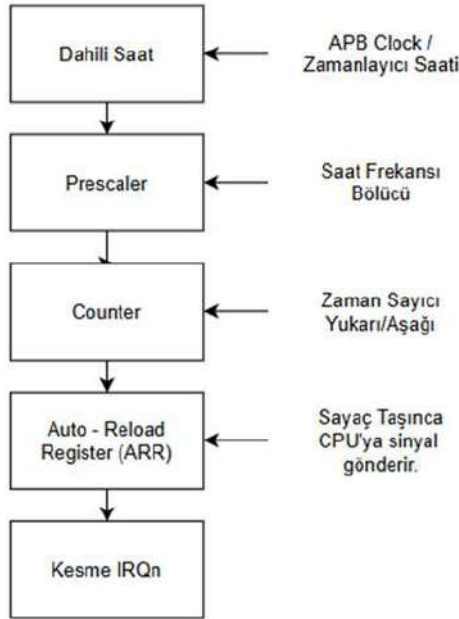 Dahili Saat
APB Clock /
Zamanlayıcı Saati
Prescaler
Saat Frekansı
Bölücü
Counter
Zaman Sayıcı
Yukarı/Aşağı
Auto - Reload
Register (ARR)
Sayaç Taşınca
CPU'ya sinyal
gönderir.
Kesme IRQn